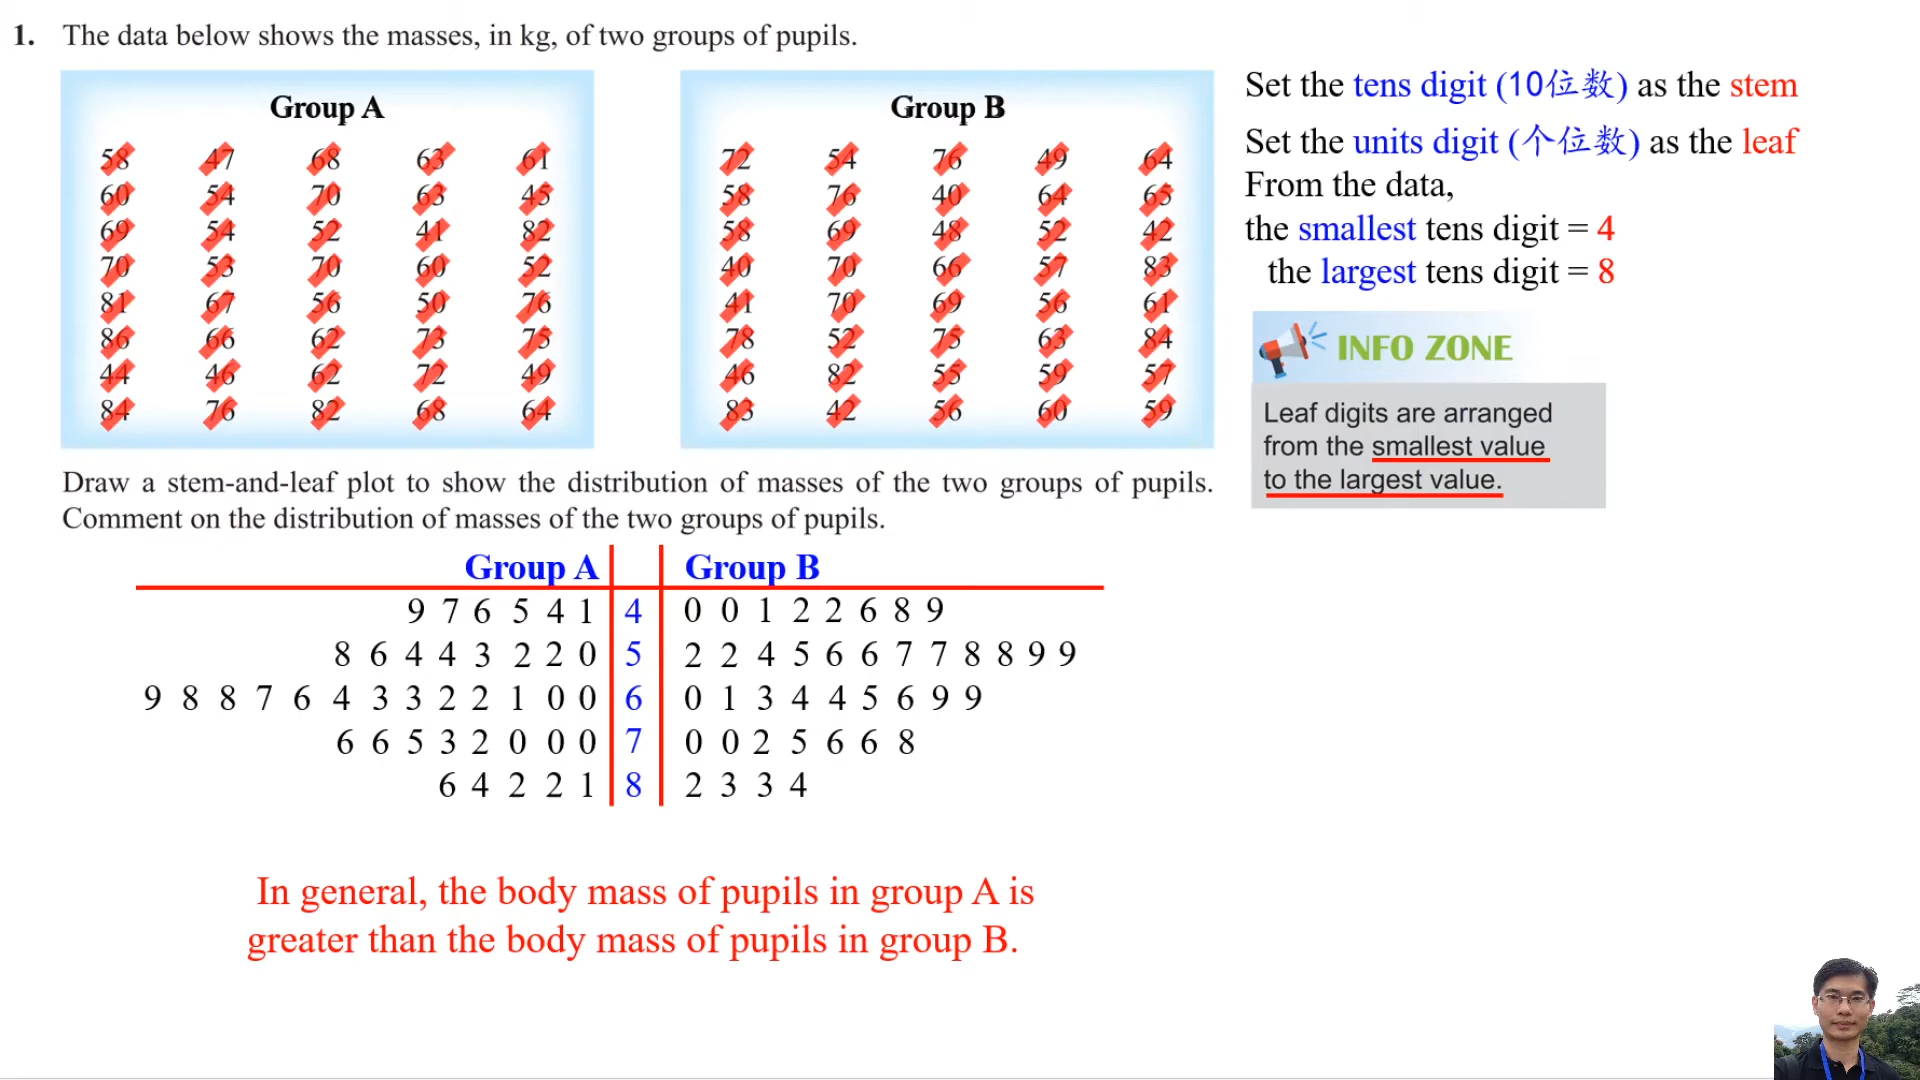 1. The data below shows the masses, in kg, of two groups of pupils.
Group A
58 47 68 63 61
60 54 70 63 45
69 54 52 41 82
70 53 70 60 52
81 67 56 50 76
86 66 62 73 75
44 46 62 72 49
84 76 82 68 64
Group B
72 54 76 49 64
58 76 40 64 65
58 69 48 52 42
40 70 66 57 83
41 70 69 56 61
78 52 75 63 84
46 82 55 59 57
83 42 56 60 59
Set the tens digit (10位数) as the stem
Set the units digit (个位数) as the leaf
From the data,
the smallest tens digit = 4
the largest tens digit = 8
INFO ZONE
Leaf digits are arranged
from the smallest value
to the largest value.
Draw a stem-and-leaf plot to show the distribution of masses of the two groups of pupils.
Comment on the distribution of masses of the two groups of pupils.
Group A Group B
9 7 6 5 4 1 4 0 0 1 2 2 6 8 9
8 6 4 4 3 2 2 0 5 2 2 4 5 6 6 7 7 8 8 9 9
9 8 8 7 6 4 3 3 2 2 1 0 0 6 0 1 3 4 4 5 6 9 9
6 6 5 3 2 0 0 0 7 0 0 2 5 6 6 8
6 4 2 2 1 8 2 3 3 4
In general, the body mass of pupils in group A is
greater than the body mass of pupils in group B.